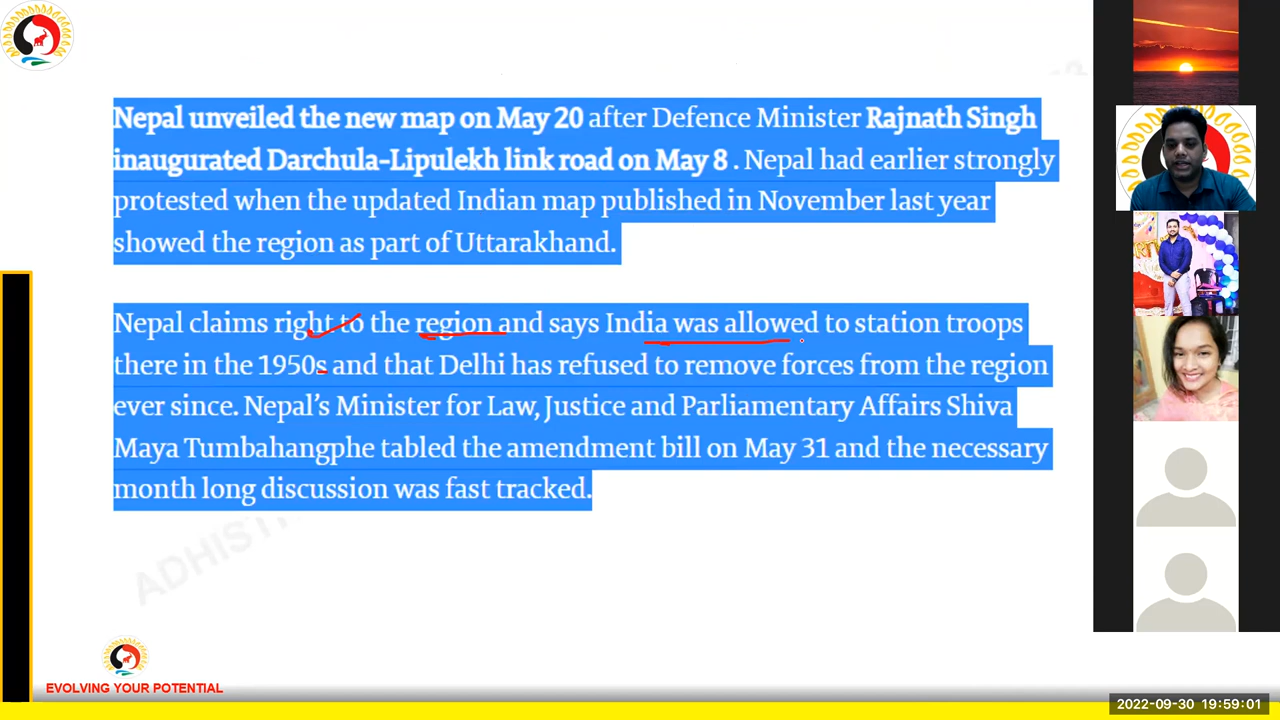 Nepal unveiled the new map on May 20 after Defence Minister Rajnath Singh
inaugurated Darchula-Lipulekh link road on May 8 . Nepal had earlier strongly
protested when the updated Indian map published in November last year
showed the region as part of Uttarakhand.
Nepal claims right to the region and says India was allowed to station troops
there in the 1950s and that Delhi has refused to remove forces from the region
ever since. Nepal’s Minister for Law, Justice and Parliamentary Affairs Shiva
Maya Tumbahangphe tabled the amendment bill on May 31 and the necessary
month long discussion was fast tracked.
EVOLVING YOUR POTENTIAL
2022-09-30 19:59:01